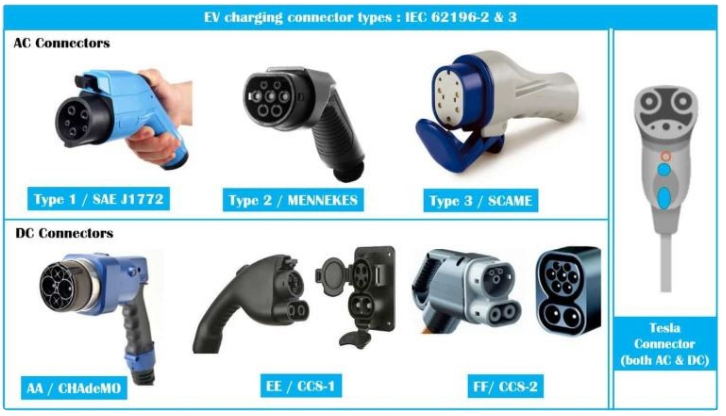 EV charging connector types : IEC 62196-2 & 3
AC Connectors
Type 1 / SAE J1772
Type 2 / MENNEKES
Type 3 / SCAME
DC Connectors
AA / CHAdeMO
EE / CCS-1
FF/ CCS-2
Tesla
Connector
(both AC & DC)